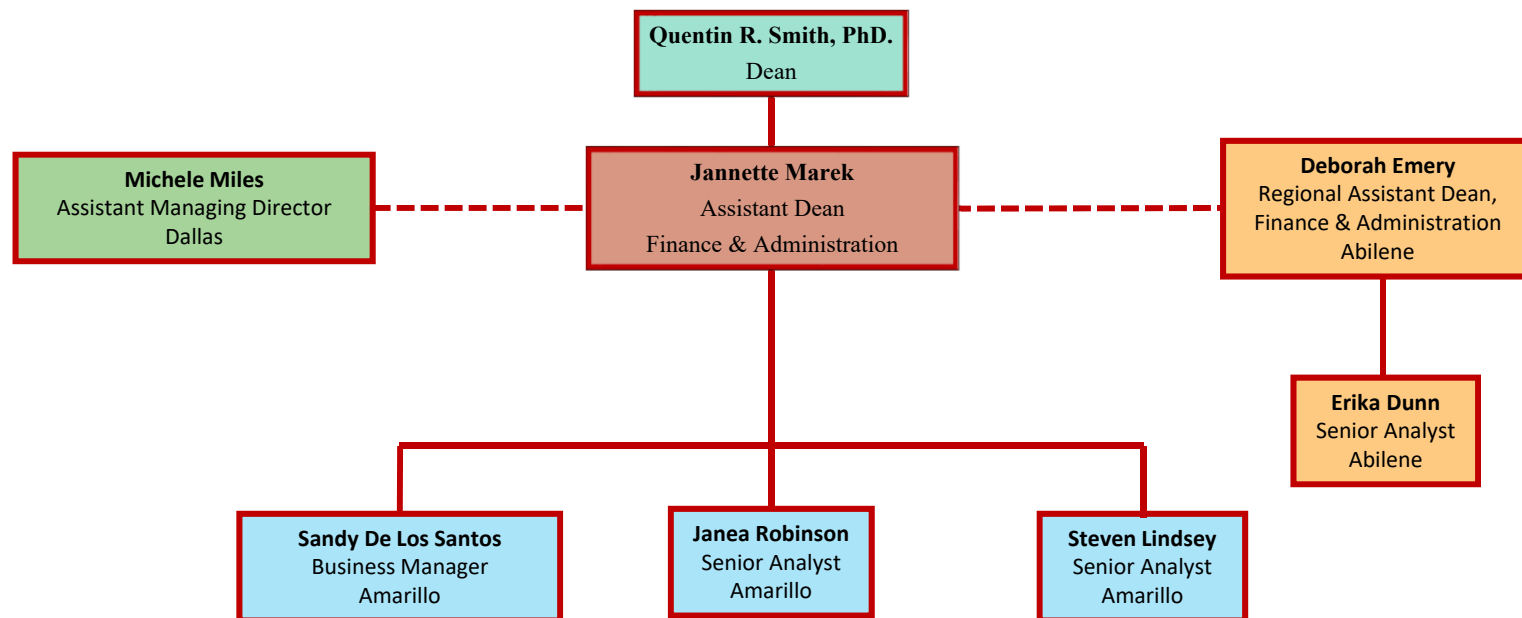 Quentin R. Smith, PhD.
Dean
Michele Miles
Assistant Managing Director
Dallas
Jannette Marek
Assistant Dean
Finance & Administration
Deborah Emery
Regional Assistant Dean,
Finance & Administration
Abilene
Erika Dunn
Senior Analyst
Abilene
Sandy De Los Santos
Business Manager
Amarillo
Janea Robinson
Senior Analyst
Amarillo
Steven Lindsey
Senior Analyst
Amarillo